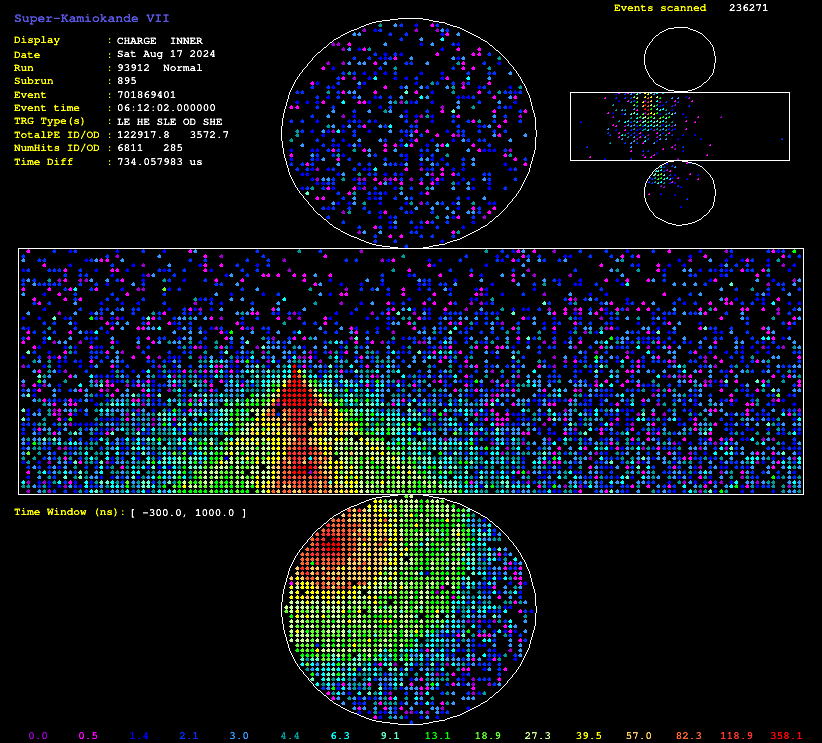 Super-Kamiokande VII
Events scanned 236271
Display : CHARGE INNER
Date : Sat Aug 17 2024
Run : 93912 Normal
Subrun : 895
Event : 701869401
Event time : 06:12:02.000000
TRG Type(s) : LE HE SLE OD SHE
TotalPE ID/OD : 122917.8 3572.7
NumHits ID/OD : 6811 285
Time Diff : 734.057983 us
Time Window (ns): [ -300.0, 1000.0 ]
0.0 0.5 1.4 2.1 3.0 4.4 6.3 9.1 13.1 18.9 27.3 39.5 57.0 82.3 118.9 358.1